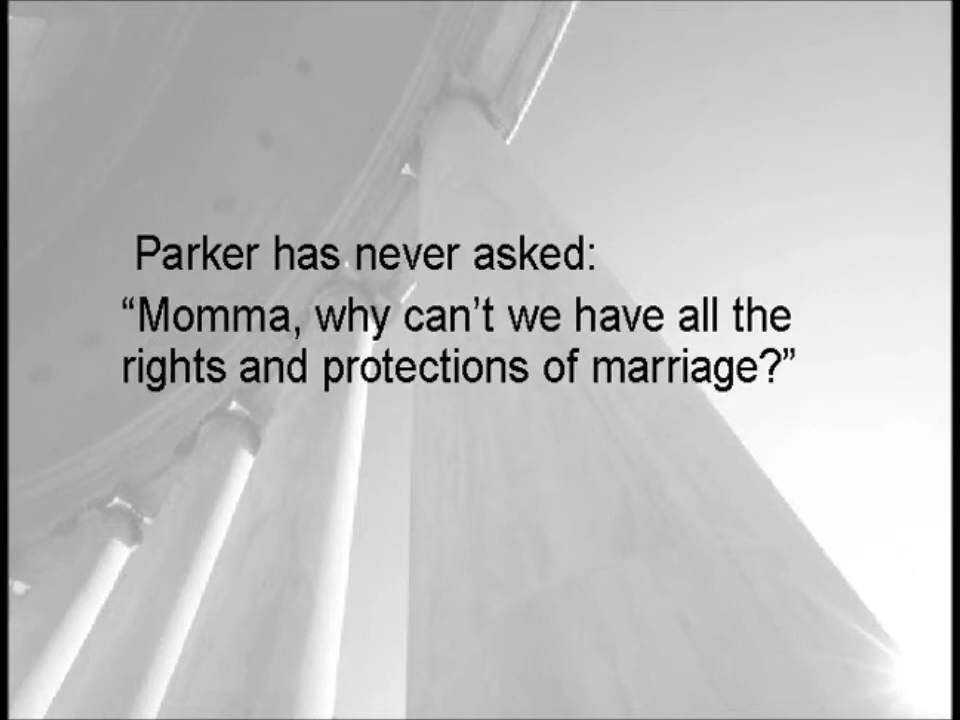 Parker has never asked:
“Momma, why can’t we have all the
rights and protections of marriage?”